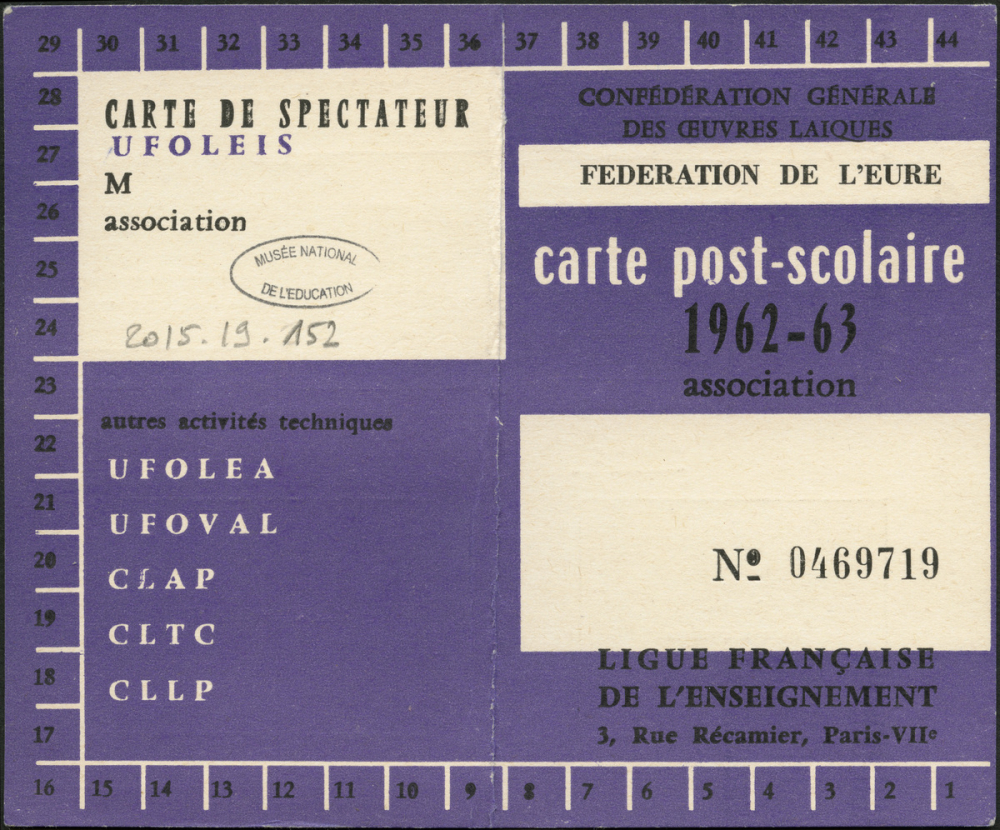 29 30 31 32 33 34 35 36 37 38 39 40 41 42 43 44
28
27
26
25
24
23
22
21
20
19
18
17
16 15 14 13 12 11 10 9 8 7 6 5 4 3 2 1
CARTE DE SPECTATEUR
UFOLEIS
M
association
MUSÉE NATIONAL
DE L'EDUCATION
2015.19.152
autres activités techniques
UFOLEA
UFOVAL
CLAP
CLTC
CLLP
CONFÉDÉRATION GÉNÉRALE
DES ŒUVRES LAIQUES
FEDERATION DE L'EURE
carte post-scolaire
1962-63
association
Nº 0469719
LIGUE FRANÇAISE
DE L'ENSEIGNEMENT
3, Rue Récamier, Paris-VIIe